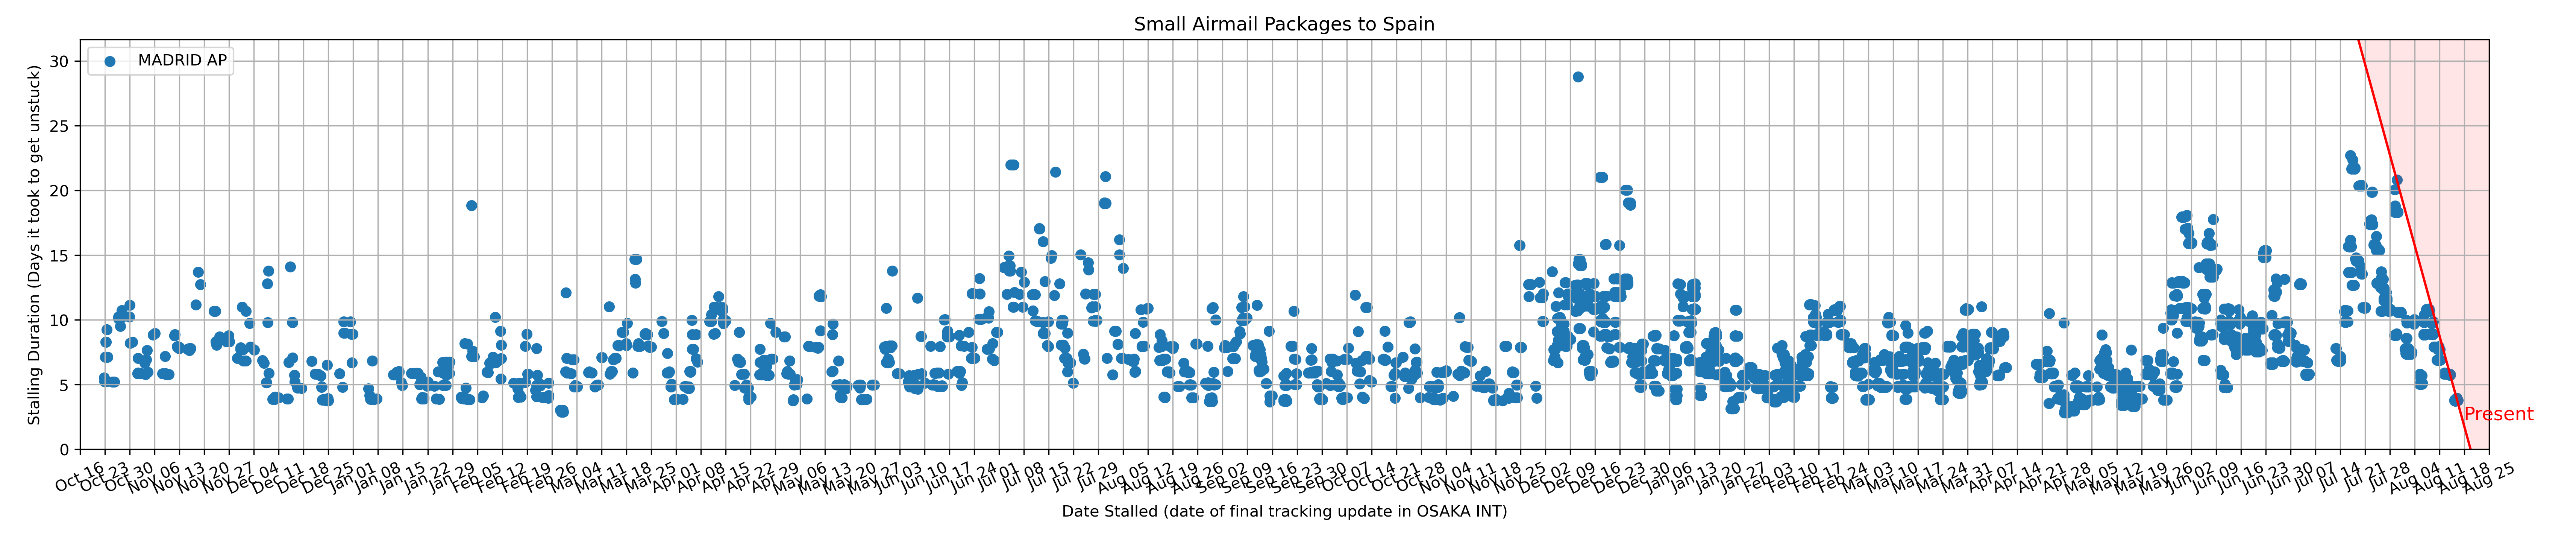 Small Airmail Packages to Spain
MADRID AP
Stalling Duration (Days it took to get unstuck)
30
25
20
15
10
5
0
Present
Oct 16
Oct 23
Oct 30
Nov 06
Nov 13
Nov 20
Nov 27
Dec 04
Dec 11
Dec 18
Dec 25
Jan 01
Jan 08
Jan 15
Jan 22
Jan 29
Feb 05
Feb 12
Feb 19
Feb 26
Mar 04
Mar 11
Mar 18
Mar 25
Apr 01
Apr 08
Apr 15
Apr 22
Apr 29
May 06
May 13
May 20
May 27
Jun 03
Jun 10
Jun 17
Jun 24
Jul 01
Jul 08
Jul 15
Jul 22
Jul 29
Aug 05
Aug 12
Aug 19
Aug 26
Sep 02
Sep 09
Sep 16
Sep 23
Sep 30
Oct 07
Oct 14
Oct 21
Oct 28
Nov 04
Nov 11
Nov 18
Nov 25
Dec 02
Dec 09
Dec 16
Dec 23
Dec 30
Jan 06
Jan 13
Jan 20
Jan 27
Feb 03
Feb 10
Feb 17
Feb 24
Mar 03
Mar 10
Mar 17
Mar 24
Mar 31
Apr 07
Apr 14
Apr 21
Apr 28
May 05
May 12
May 19
May 26
Jun 02
Jun 09
Jun 16
Jun 23
Jun 30
Jul 07
Jul 14
Jul 21
Jul 28
Aug 04
Aug 11
Aug 18
Aug 25
Date Stalled (date of final tracking update in OSAKA INT)